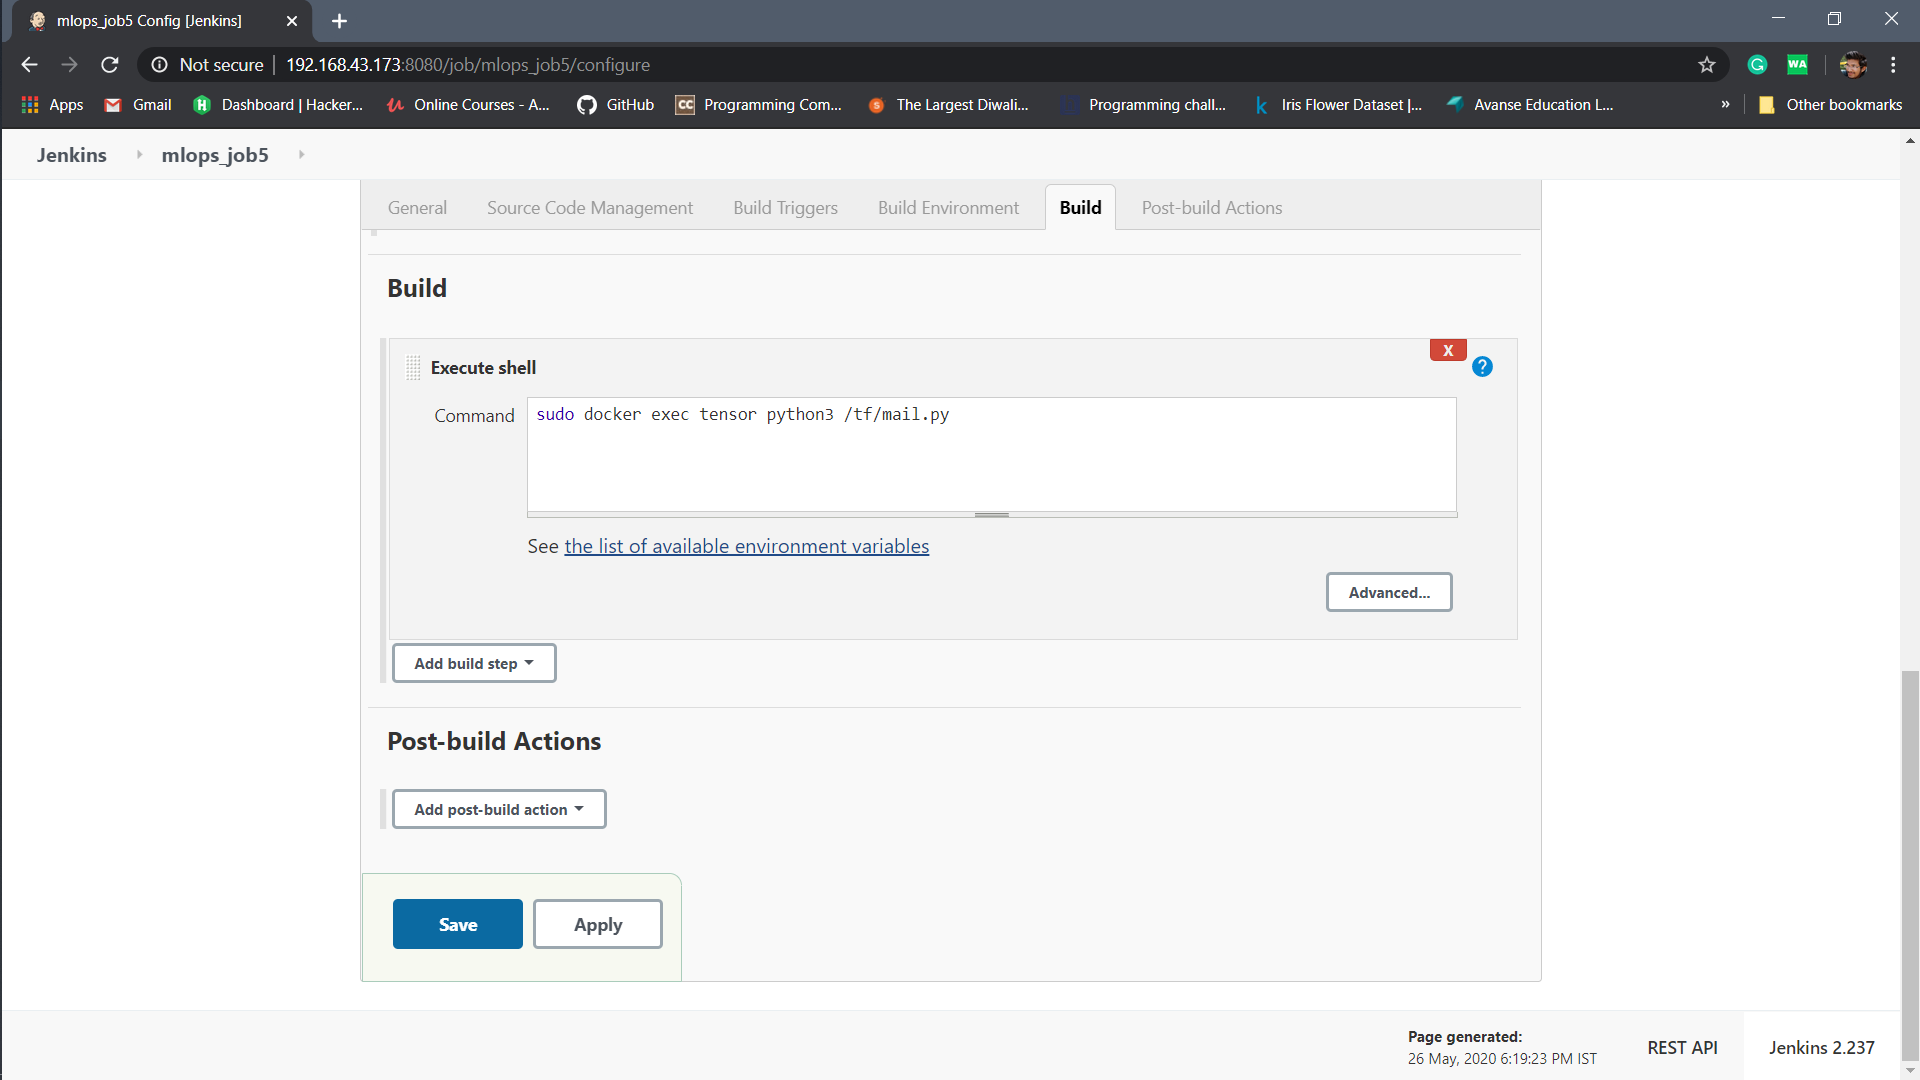 mlops_job5 Config [Jenkins]
Not secure 192.168.43.173:8080/job/mlops_job5/configure
G WA
Apps Gmail Dashboard | Hacker... Online Courses - A... GitHub CC Programming Com... The Largest Diwali... Programming chall... k Iris Flower Dataset |... Avanse Education L... » Other bookmarks
Jenkins mlops_job5
General Source Code Management Build Triggers Build Environment Build Post-build Actions
Build
X
Execute shell ?
Command sudo docker exec tensor python3 /tf/mail.py
See the list of available environment variables
Advanced...
Add build step
Post-build Actions
Add post-build action
Save Apply
Page generated:
26 May, 2020 6:19:23 PM IST REST API Jenkins 2.237